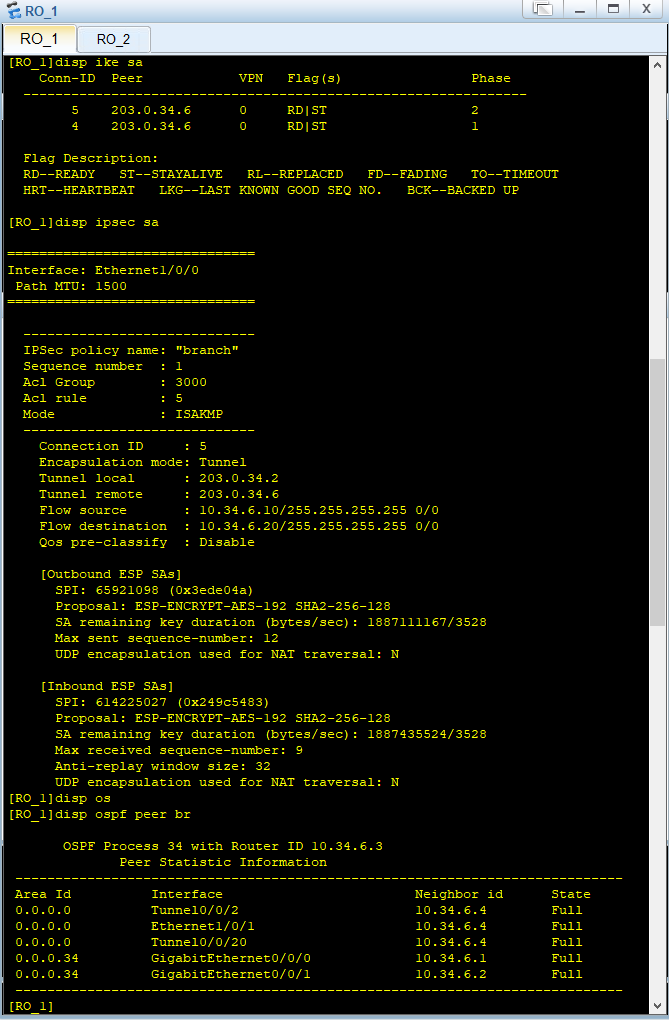 RO_1
RO_1 RO_2
[RO_1]disp ike sa
Conn-ID Peer VPN Flag(s) Phase
---------------------------------------------------------------
5 203.0.34.6 0 RD|ST 2
4 203.0.34.6 0 RD|ST 1
Flag Description:
RD--READY ST--STAYALIVE RL--REPLACED FD--FADING TO--TIMEOUT
HRT--HEARTBEAT LKG--LAST KNOWN GOOD SEQ NO. BCK--BACKED UP
[RO_1]disp ipsec sa
===============================
Interface: Ethernet1/0/0
Path MTU: 1500
===============================
-----------------------------
IPSec policy name: "branch"
Sequence number : 1
Acl Group : 3000
Acl rule : 5
Mode : ISAKMP
-----------------------------
Connection ID : 5
Encapsulation mode: Tunnel
Tunnel local : 203.0.34.2
Tunnel remote : 203.0.34.6
Flow source : 10.34.6.10/255.255.255.255 0/0
Flow destination : 10.34.6.20/255.255.255.255 0/0
Qos pre-classify : Disable
[Outbound ESP SAs]
SPI: 65921098 (0x3ede04a)
Proposal: ESP-ENCRYPT-AES-192 SHA2-256-128
SA remaining key duration (bytes/sec): 1887111167/3528
Max sent sequence-number: 12
UDP encapsulation used for NAT traversal: N
[Inbound ESP SAs]
SPI: 614225027 (0x249c5483)
Proposal: ESP-ENCRYPT-AES-192 SHA2-256-128
SA remaining key duration (bytes/sec): 1887435524/3528
Max received sequence-number: 9
Anti-replay window size: 32
UDP encapsulation used for NAT traversal: N
[RO_1]disp os
[RO_1]disp ospf peer br
OSPF Process 34 with Router ID 10.34.6.3
Peer Statistic Information
----------------------------------------------------------------------------
Area Id Interface Neighbor id State
0.0.0.0 Tunnel0/0/2 10.34.6.4 Full
0.0.0.0 Ethernet1/0/1 10.34.6.4 Full
0.0.0.0 Tunnel0/0/20 10.34.6.4 Full
0.0.0.34 GigabitEthernet0/0/0 10.34.6.1 Full
0.0.0.34 GigabitEthernet0/0/1 10.34.6.2 Full
----------------------------------------------------------------------------
[RO_1]